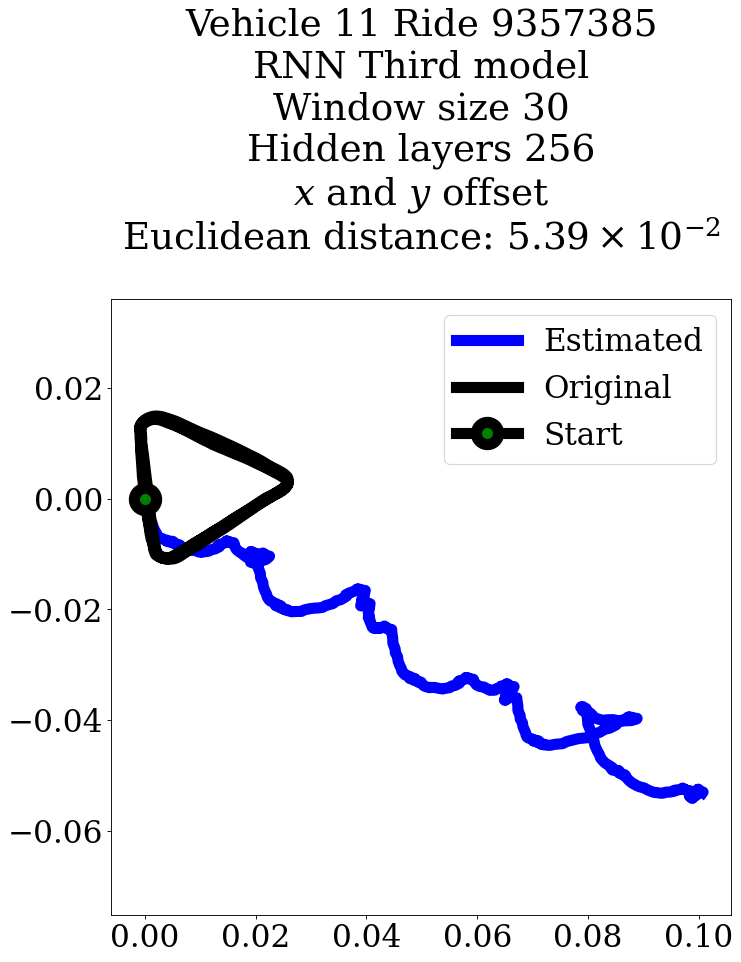 Vehicle 11 Ride 9357385
RNN Third model
Window size 30
Hidden layers 256
x and y offset
Euclidean distance: 5.39 × 10⁻²
Estimated
Original
Start
0.02
0.00
−0.02
−0.04
−0.06
0.00 0.02 0.04 0.06 0.08 0.10